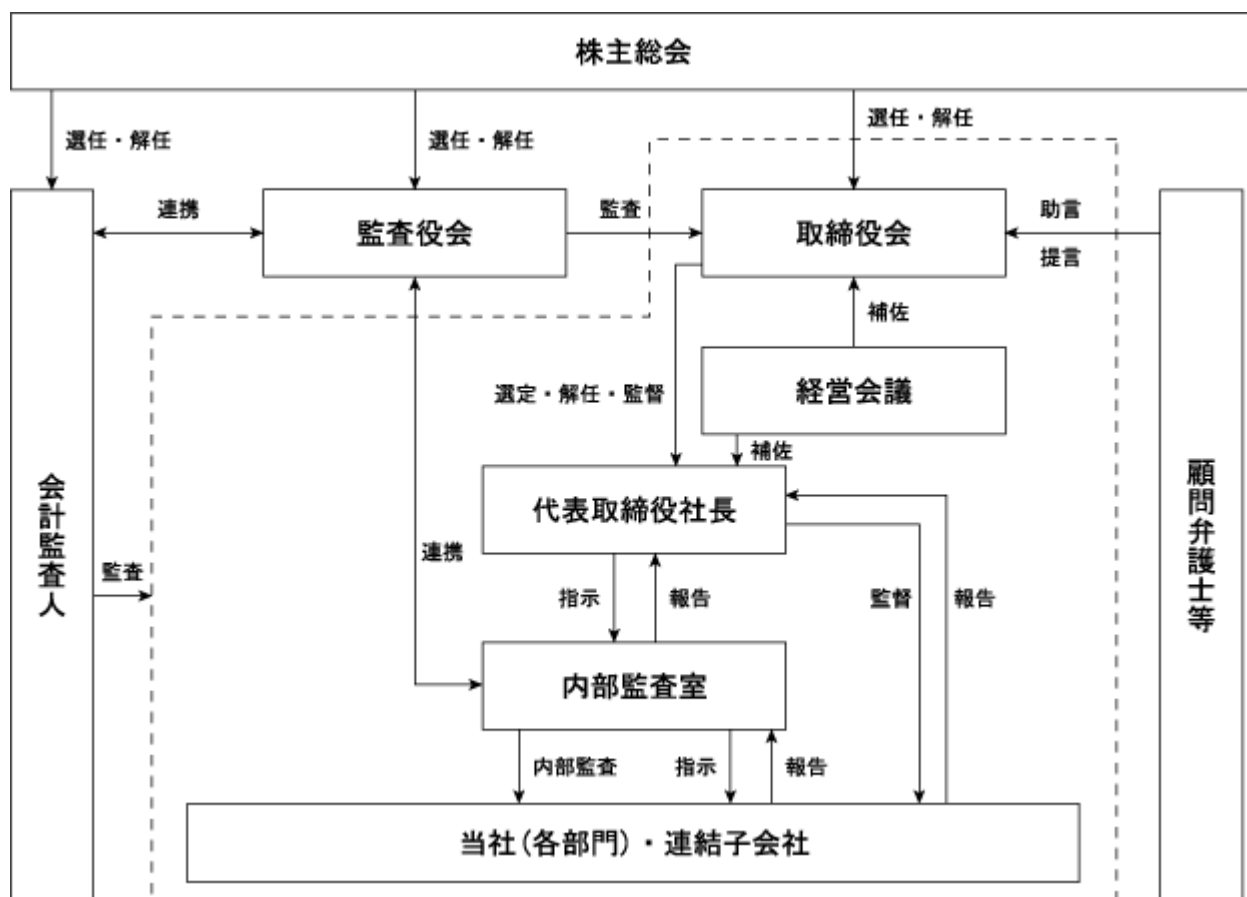 株主総会
選任・解任
選任・解任
選任・解任
連携
監査役会
監査
取締役会
助言
提言
補佐
選定・解任・監督
経営会議
補佐
代表取締役社長
会計監査人
監査
連携
指示
報告
監督
報告
顧問弁護士等
内部監査室
内部監査
指示
報告
当社(各部門)・連結子会社